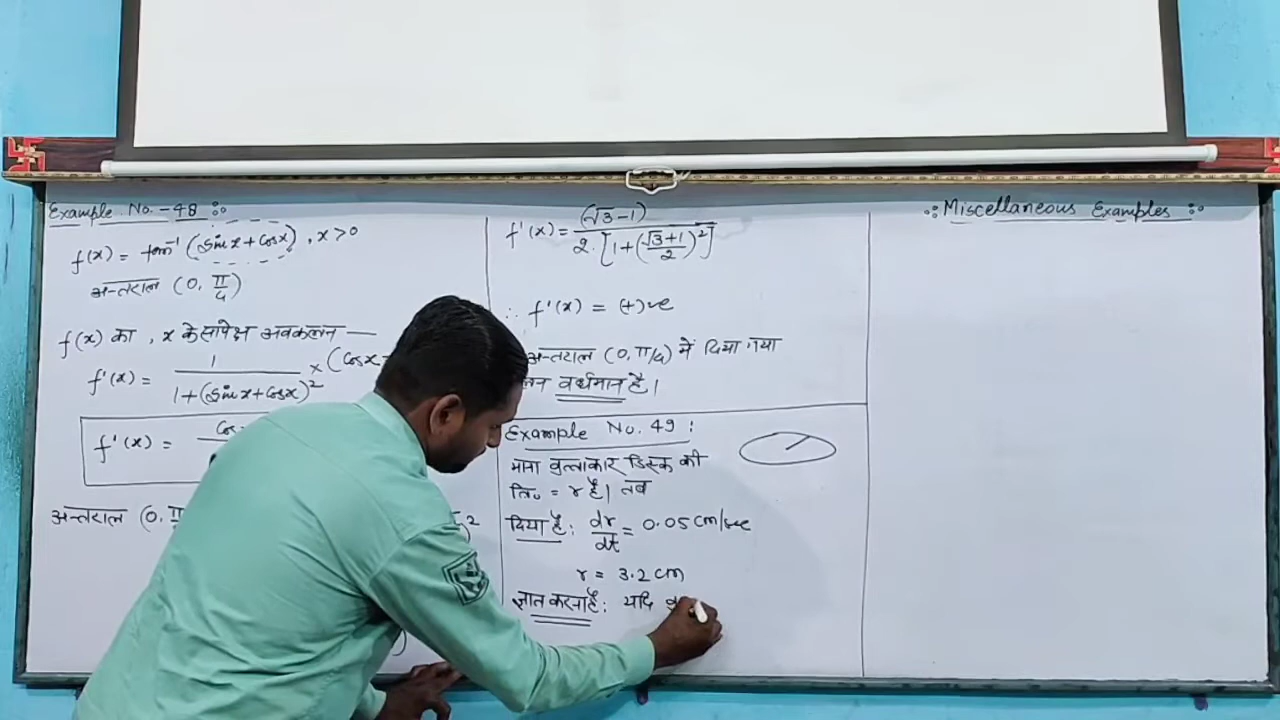 Example No. - 48 :-
f(x) = tan⁻¹ (Sin x + Cos x), x > 0
अन्तराल (0, π/4)
f(x) का , x के सापेक्ष अवकलन —
f'(x) = 1/(1+(Sin x + Cos x)²) × (Cos x -
f'(x) = Cos
अन्तराल (0, π
f'(x) = (√3-1)/(2.[1+((√3+1)/2)²])
∴ f'(x) = (+)ve
अन्तराल (0, π/4) में दिया गया
वर्धमान है।
Example No. 49 :
माना वृत्ताकार डिस्क की
त्रि० = r है। तब
दिया है : dr/dt = 0.05 cm/sec
r = 3.2 cm
ज्ञात करना है : यदि
:: Miscellaneous Examples ::